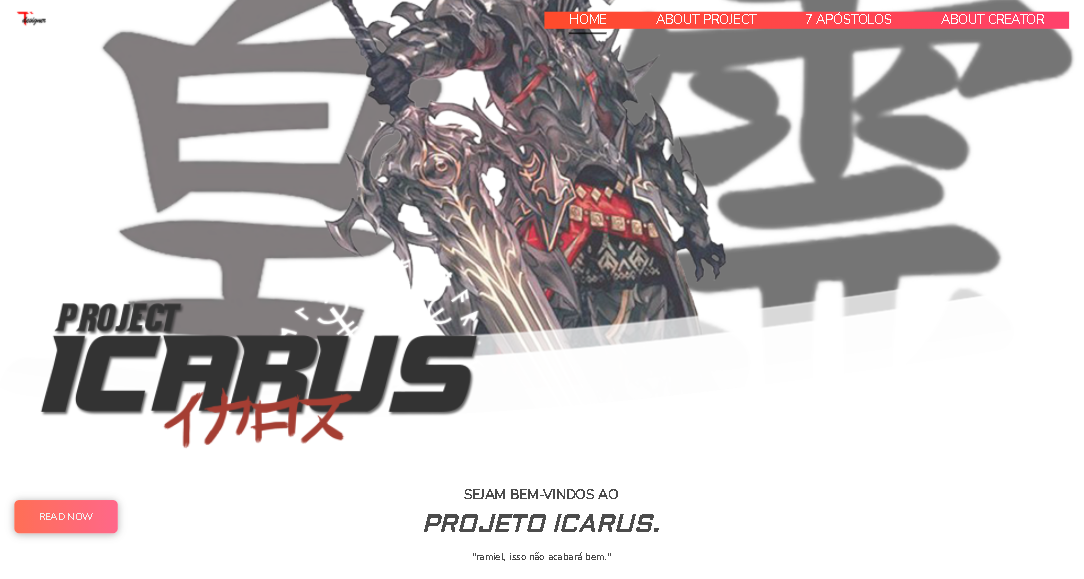 Designer
HOME ABOUT PROJECT 7 APÓSTOLOS ABOUT CREATOR
PROJECT
ICARUS
イカロス
READ NOW
SEJAM BEM-VINDOS AO
PROJETO ICARUS.
"ramiel, isso não acabará bem."